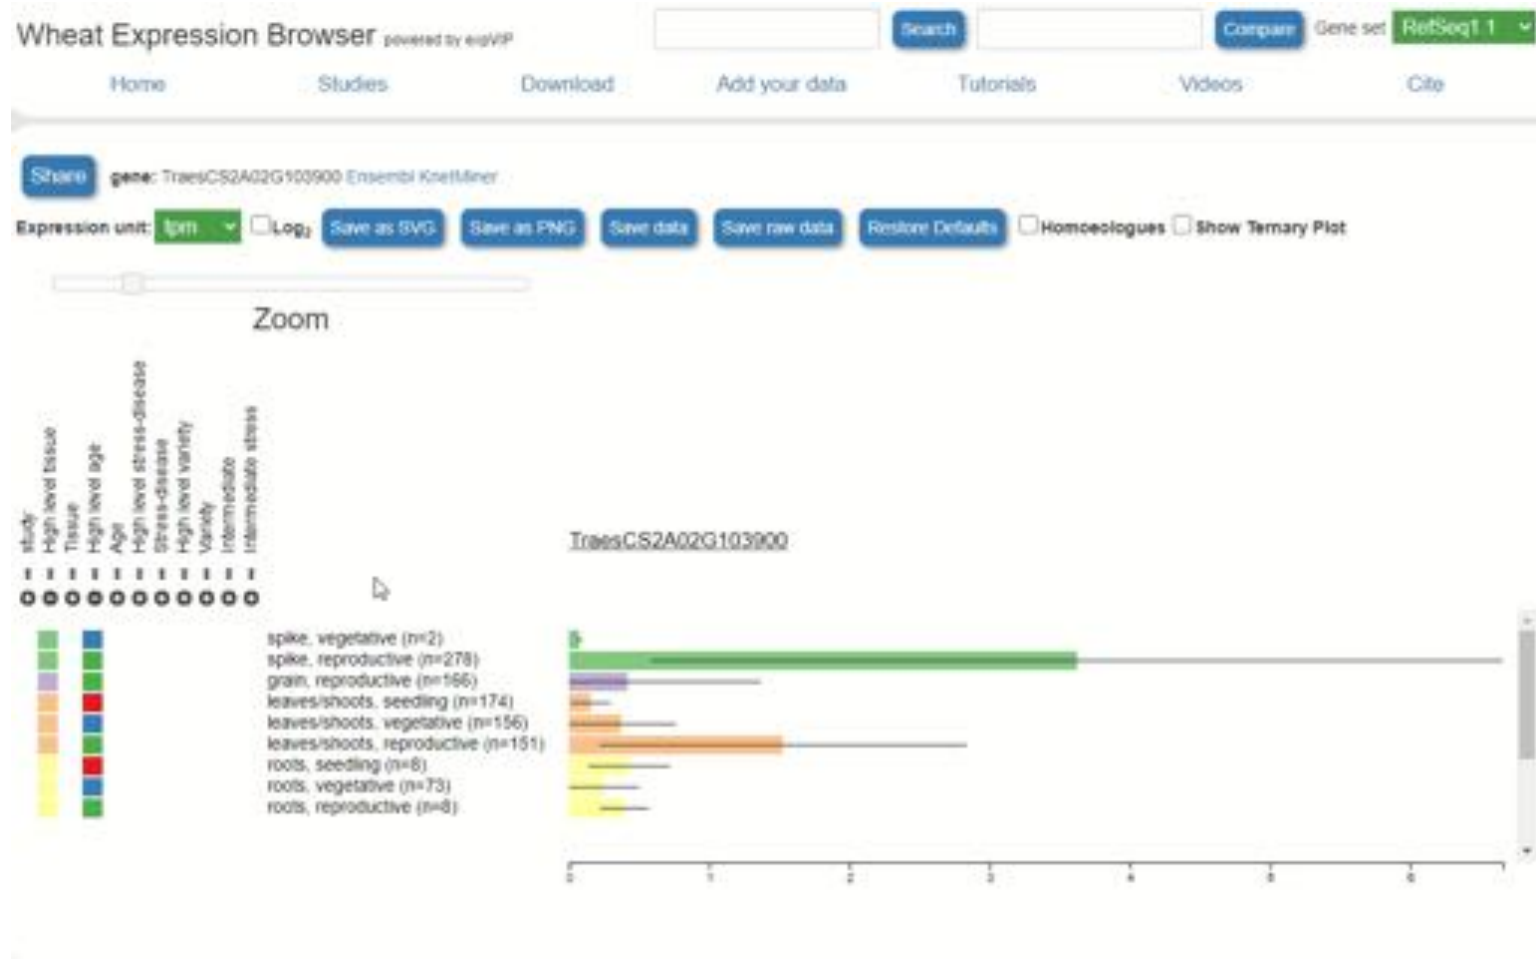 Wheat Expression Browser powered by expVIP
Search
Compare
Gene set
RefSeq1.1
Home
Studies
Download
Add your data
Tutorials
Videos
Cite
Share
gene: TraesCS2A02G103900 Ensembl KnetMiner
Expression unit:
tpm
Log2
Save as SVG
Save as PNG
Save data
Save raw data
Restore Defaults
Homoeologues
Show Ternary Plot
Zoom
study
High level tissue
Tissue
High level age
Age
High level stress-disease
Stress-disease
High level variety
Variety
Intermediate
Intermediate stress
TraesCS2A02G103900
spike, vegetative (n=2)
spike, reproductive (n=278)
grain, reproductive (n=166)
leaves/shoots, seedling (n=174)
leaves/shoots, vegetative (n=156)
leaves/shoots, reproductive (n=151)
roots, seedling (n=8)
roots, vegetative (n=73)
roots, reproductive (n=8)
0
1
2
3
4
5
6